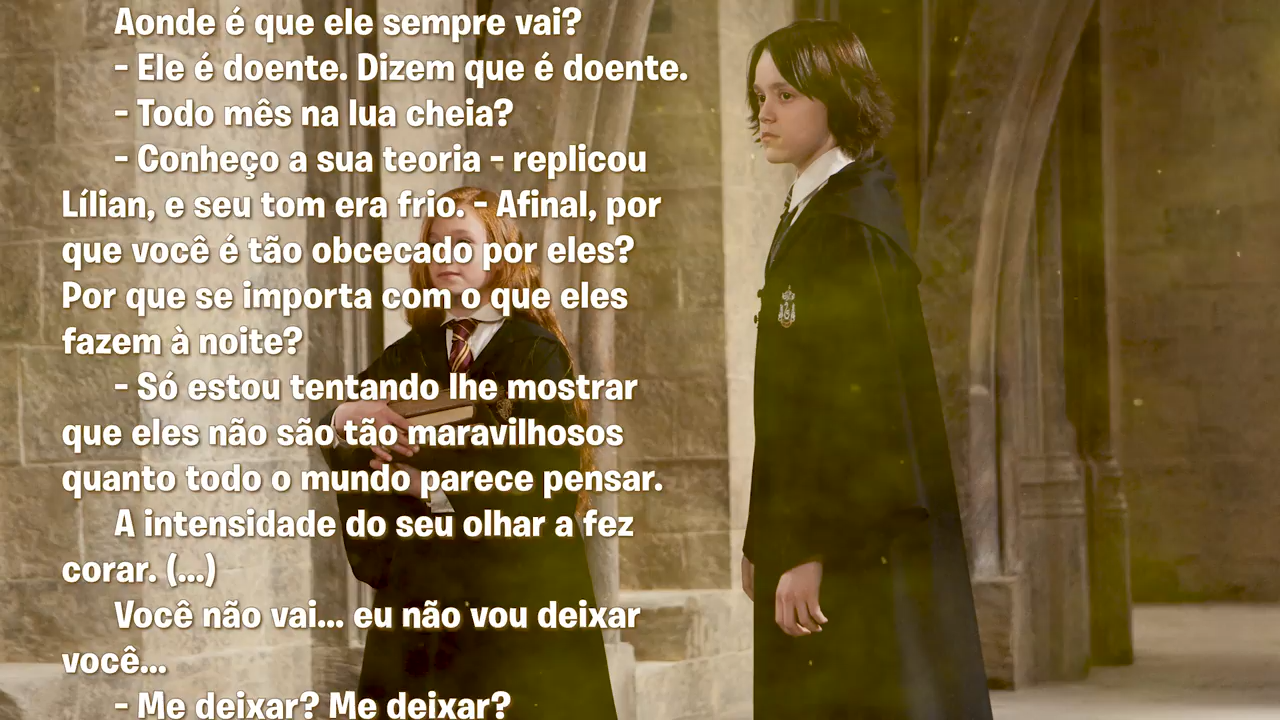 Aonde é que ele sempre vai?
- Ele é doente. Dizem que é doente.
- Todo mês na lua cheia?
- Conheço a sua teoria - replicou
Lílian, e seu tom era frio. - Afinal, por
que você é tão obcecado por eles?
Por que se importa com o que eles
fazem à noite?
- Só estou tentando lhe mostrar
que eles não são tão maravilhosos
quanto todo o mundo parece pensar.
A intensidade do seu olhar a fez
corar. (...)
Você não vai... eu não vou deixar
você...
- Me deixar? Me deixar?